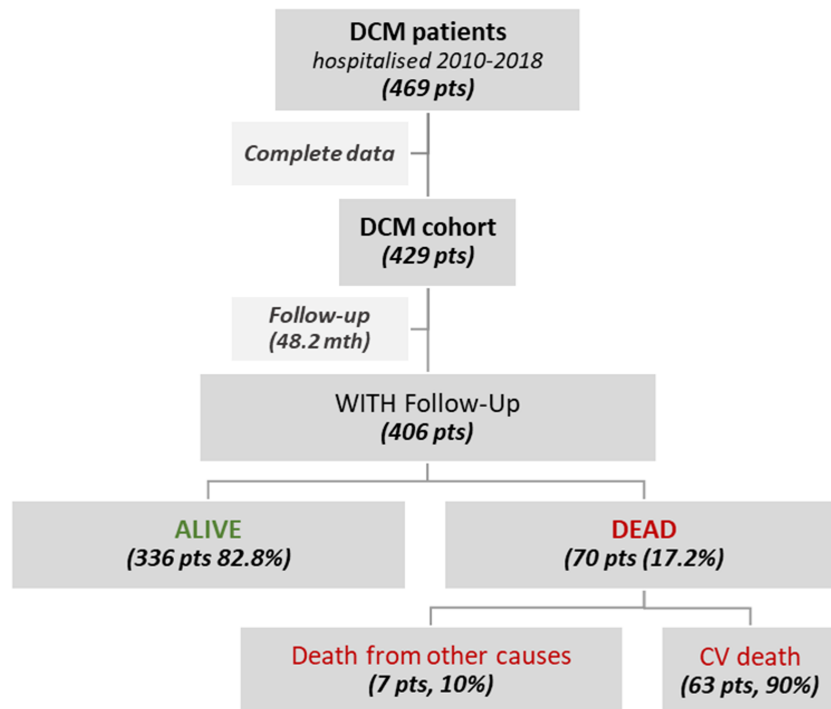 DCM patients
hospitalised 2010-2018
(469 pts)
Complete data
DCM cohort
(429 pts)
Follow-up
(48.2 mth)
WITH Follow-Up
(406 pts)
ALIVE
(336 pts 82.8%)
DEAD
(70 pts (17.2%)
Death from other causes
(7 pts, 10%)
CV death
(63 pts, 90%)